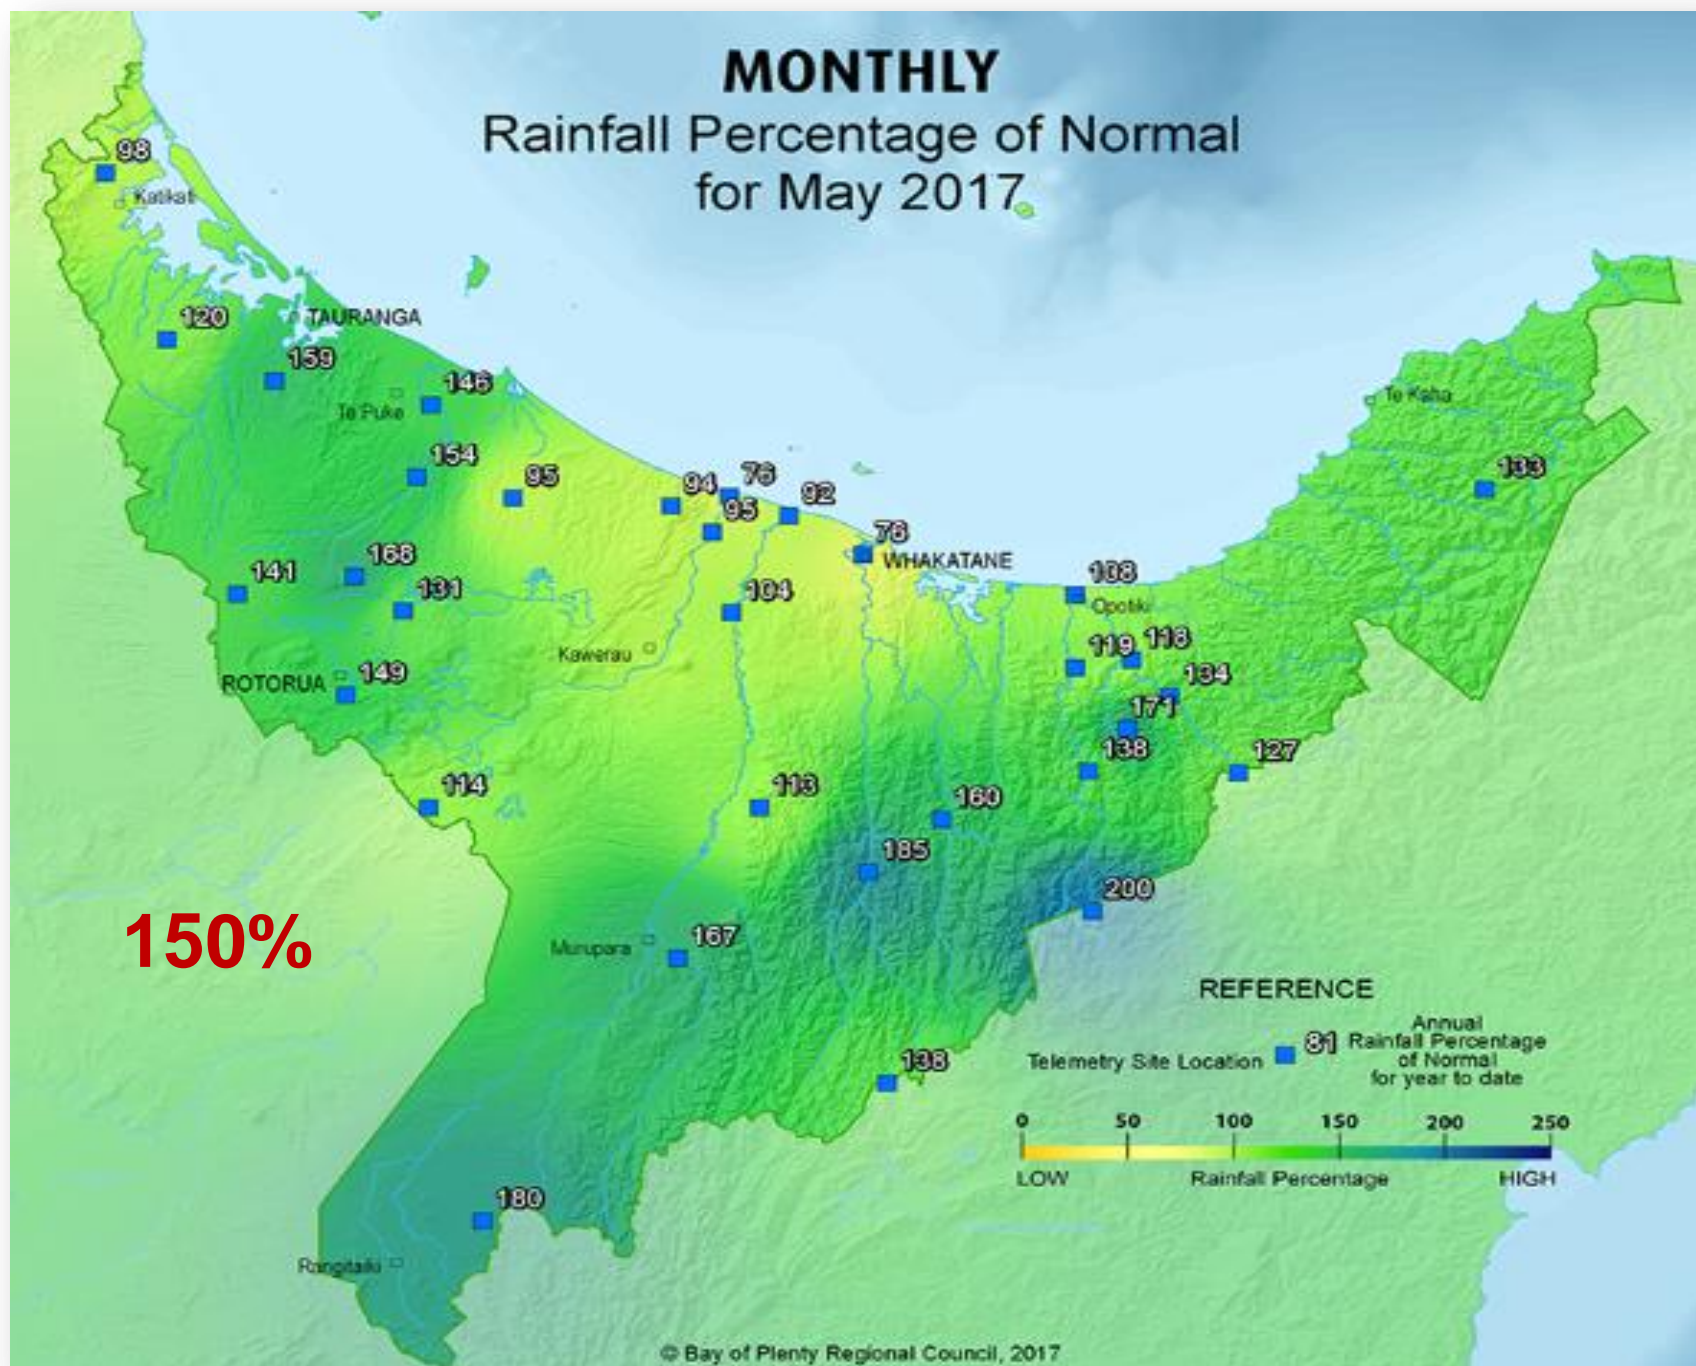 MONTHLY
Rainfall Percentage of Normal
for May 2017
98
Katikati
120
TAURANGA
159
146
Te Puke
154
95
94
76
95
92
76
WHAKATANE
Te Kaha
133
141
168
131
104
108
Opotiki
Kawerau
119
118
134
ROTORUA
149
171
138
127
114
113
160
185
200
150%
Murupara
167
138
REFERENCE
Telemetry Site Location
81
Annual
Rainfall Percentage
of Normal
for year to date
0 50 100 150 200 250
LOW Rainfall Percentage HIGH
180
Rangitaiki
© Bay of Plenty Regional Council, 2017